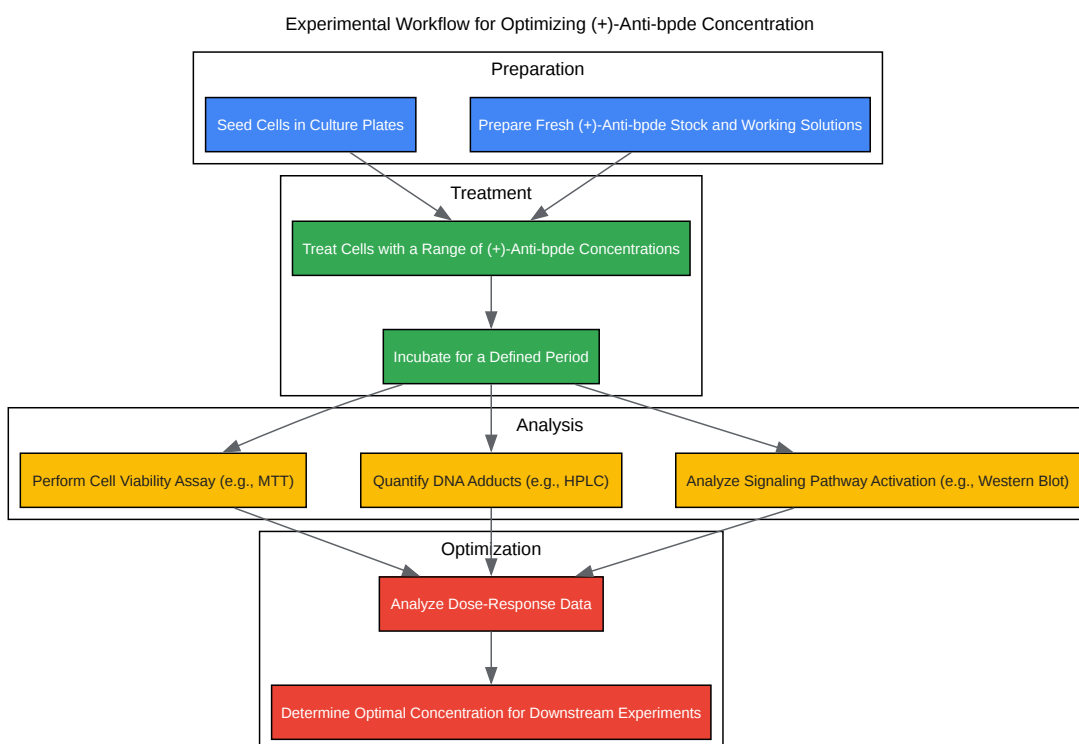 Experimental Workflow for Optimizing (+)-Anti-bpde Concentration
Preparation
Seed Cells in Culture Plates
Prepare Fresh (+)-Anti-bpde Stock and Working Solutions
Treatment
Treat Cells with a Range of (+)-Anti-bpde Concentrations
Incubate for a Defined Period
Analysis
Perform Cell Viability Assay (e.g., MTT)
Quantify DNA Adducts (e.g., HPLC)
Analyze Signaling Pathway Activation (e.g., Western Blot)
Optimization
Analyze Dose-Response Data
Determine Optimal Concentration for Downstream Experiments